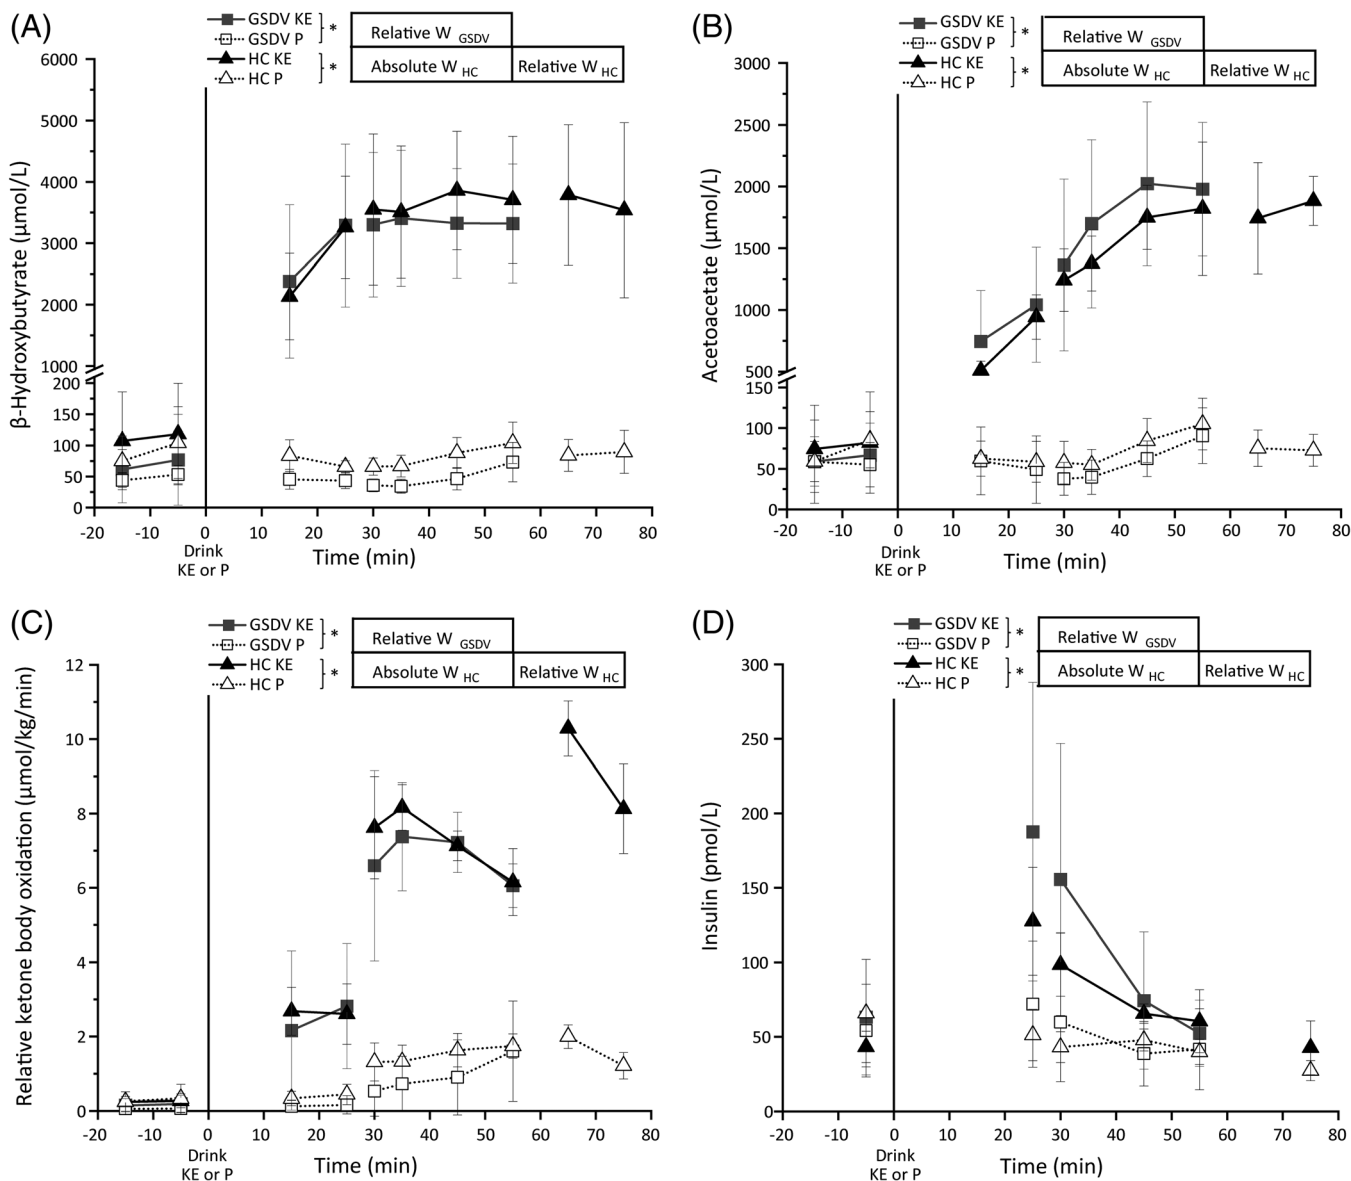 (A)
GSDV KE
GSDV P
HC KE
HC P
*
*
Relative W GSDV
Absolute W HC
Relative W HC
β-Hydroxybutyrate (μmol/L)
6000
5000
4000
3000
2000
1000
200
150
100
50
0
-20 -10 0 10 20 30 40 50 60 70 80
Drink
KE or P
Time (min)
(B)
GSDV KE
GSDV P
HC KE
HC P
*
*
Relative W GSDV
Absolute W HC
Relative W HC
Acetoacetate (μmol/L)
3000
2500
2000
1500
1000
500
150
100
50
0
-20 -10 0 10 20 30 40 50 60 70 80
Drink
KE or P
Time (min)
(C)
GSDV KE
GSDV P
HC KE
HC P
*
*
Relative W GSDV
Absolute W HC
Relative W HC
Relative ketone body oxidation (μmol/kg/min)
12
10
8
6
4
2
0
-20 -10 0 10 20 30 40 50 60 70 80
Drink
KE or P
Time (min)
(D)
GSDV KE
GSDV P
HC KE
HC P
*
*
Relative W GSDV
Absolute W HC
Relative W HC
Insulin (pmol/L)
300
250
200
150
100
50
0
-20 -10 0 10 20 30 40 50 60 70 80
Drink
KE or P
Time (min)